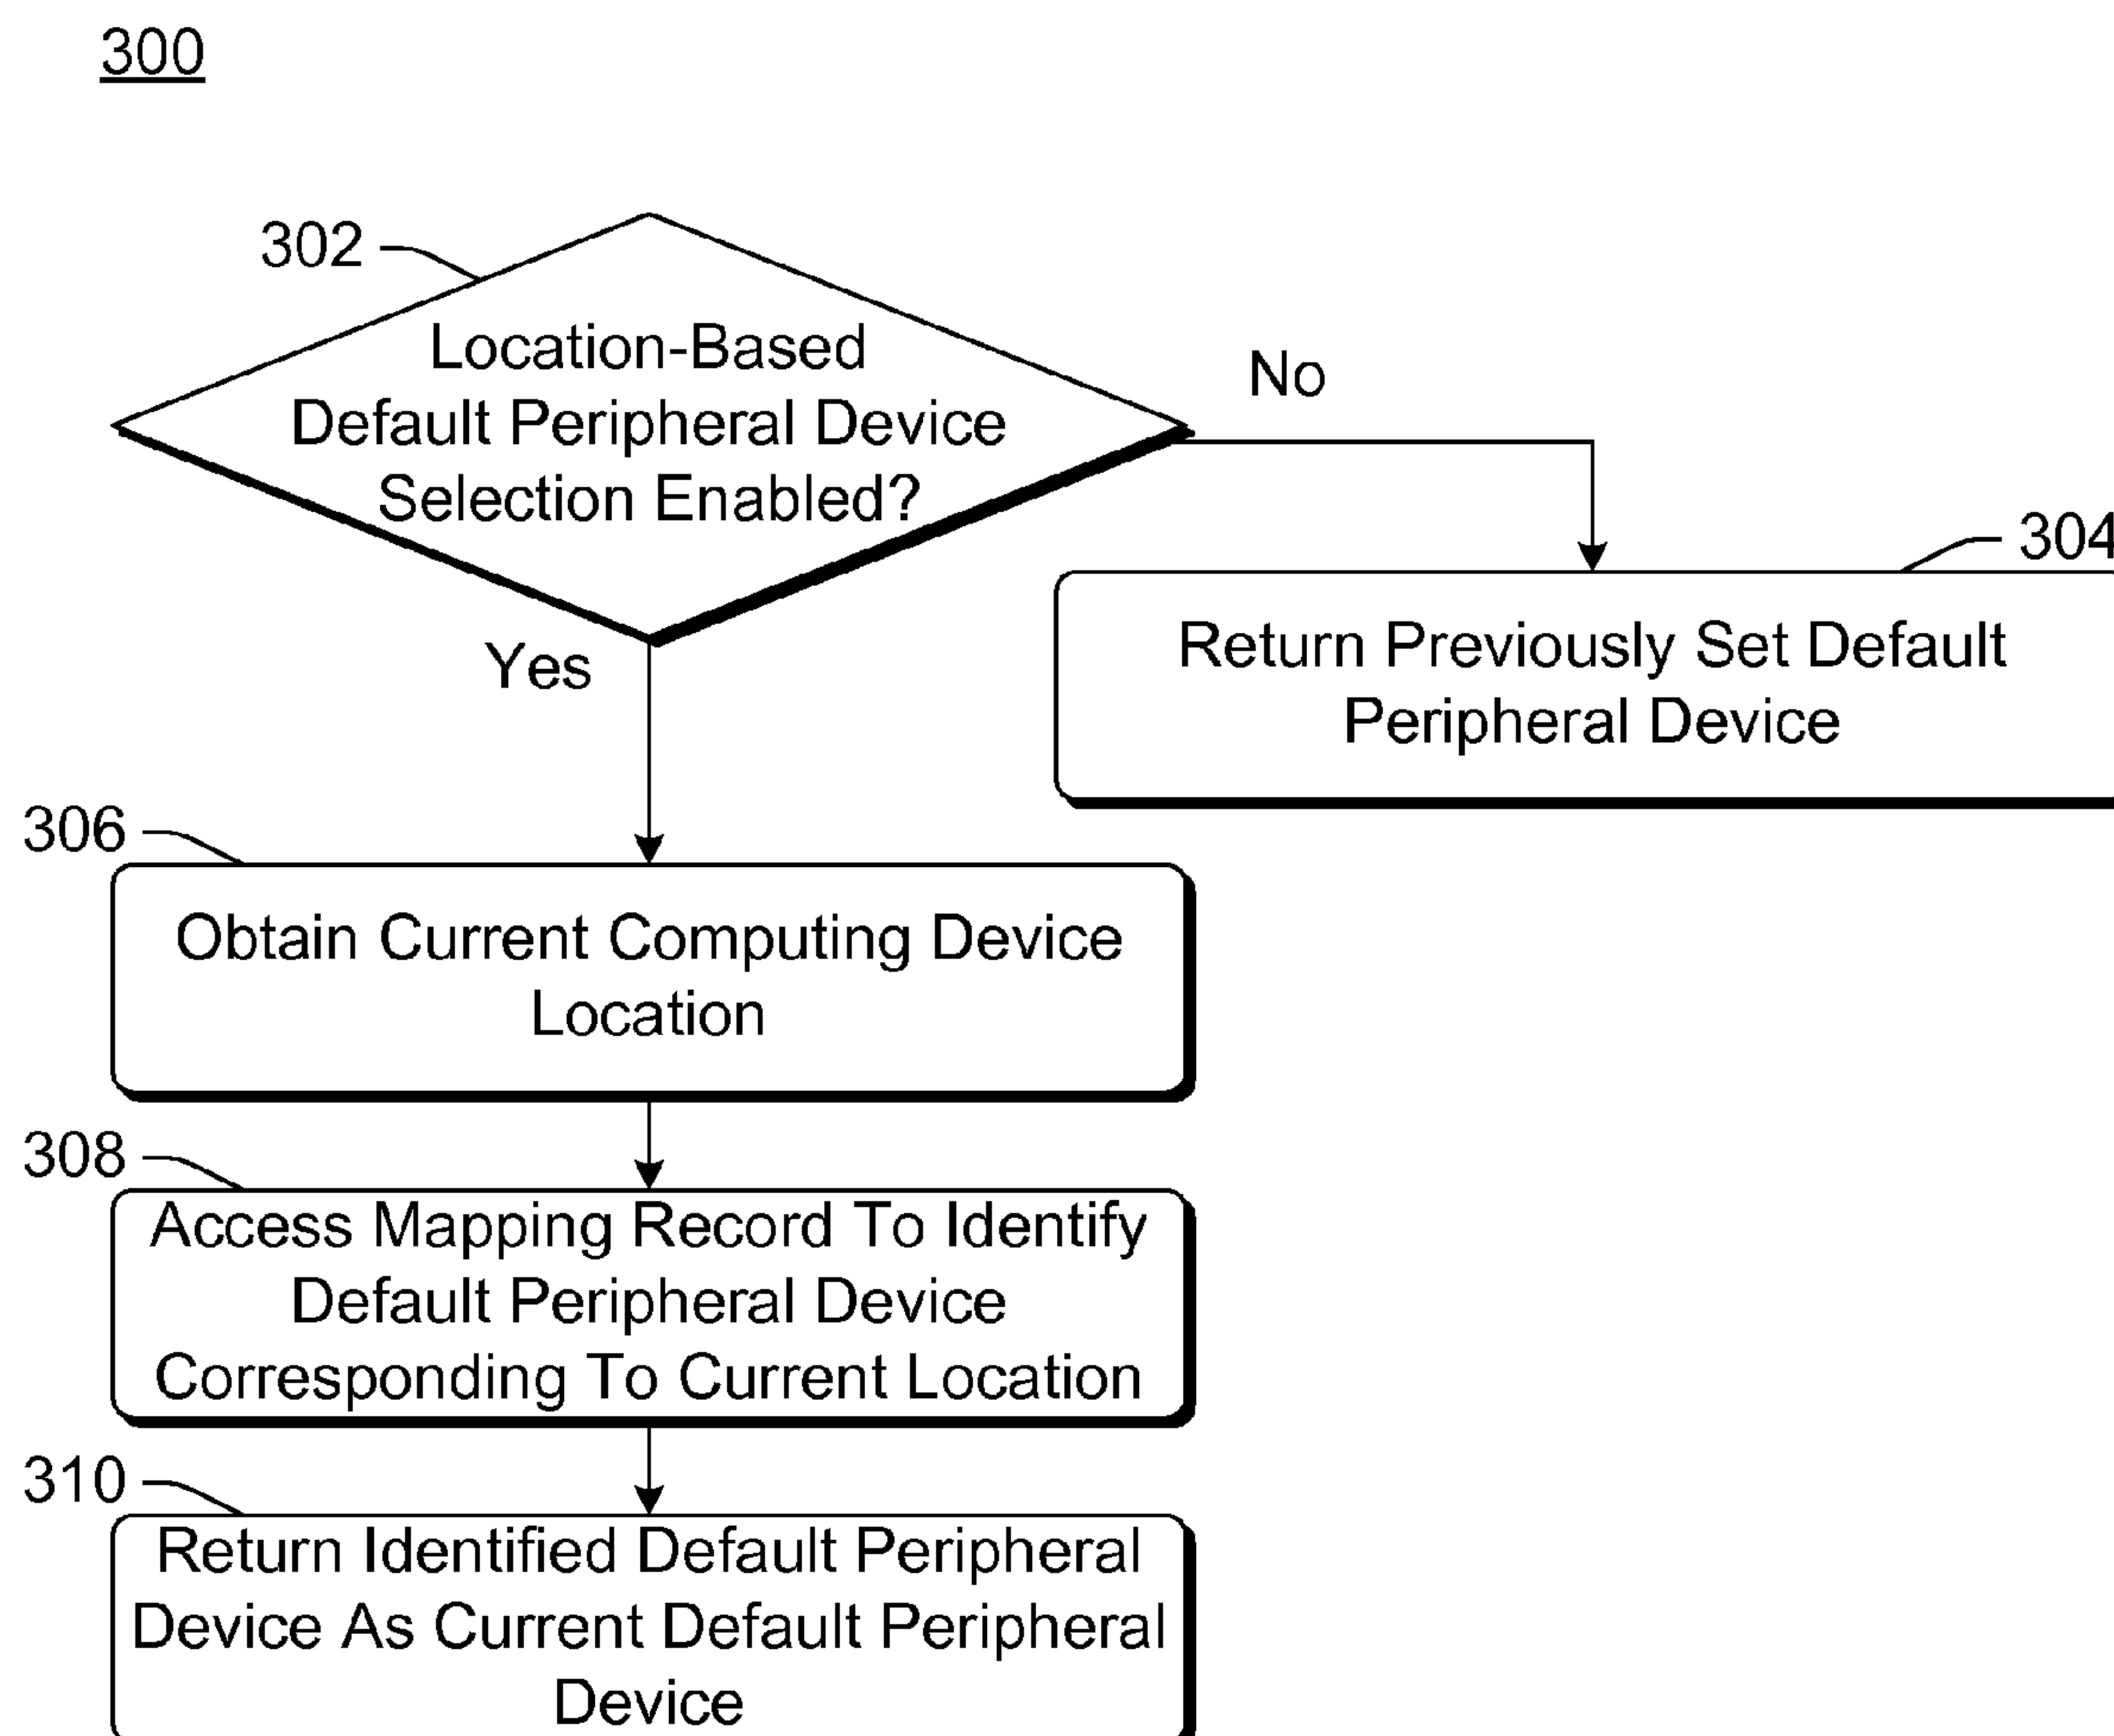 300
302
Location-Based
Default Peripheral Device
Selection Enabled?
No
Yes
304
Return Previously Set Default
Peripheral Device
306
Obtain Current Computing Device
Location
308
Access Mapping Record To Identify
Default Peripheral Device
Corresponding To Current Location
310
Return Identified Default Peripheral
Device As Current Default Peripheral
Device